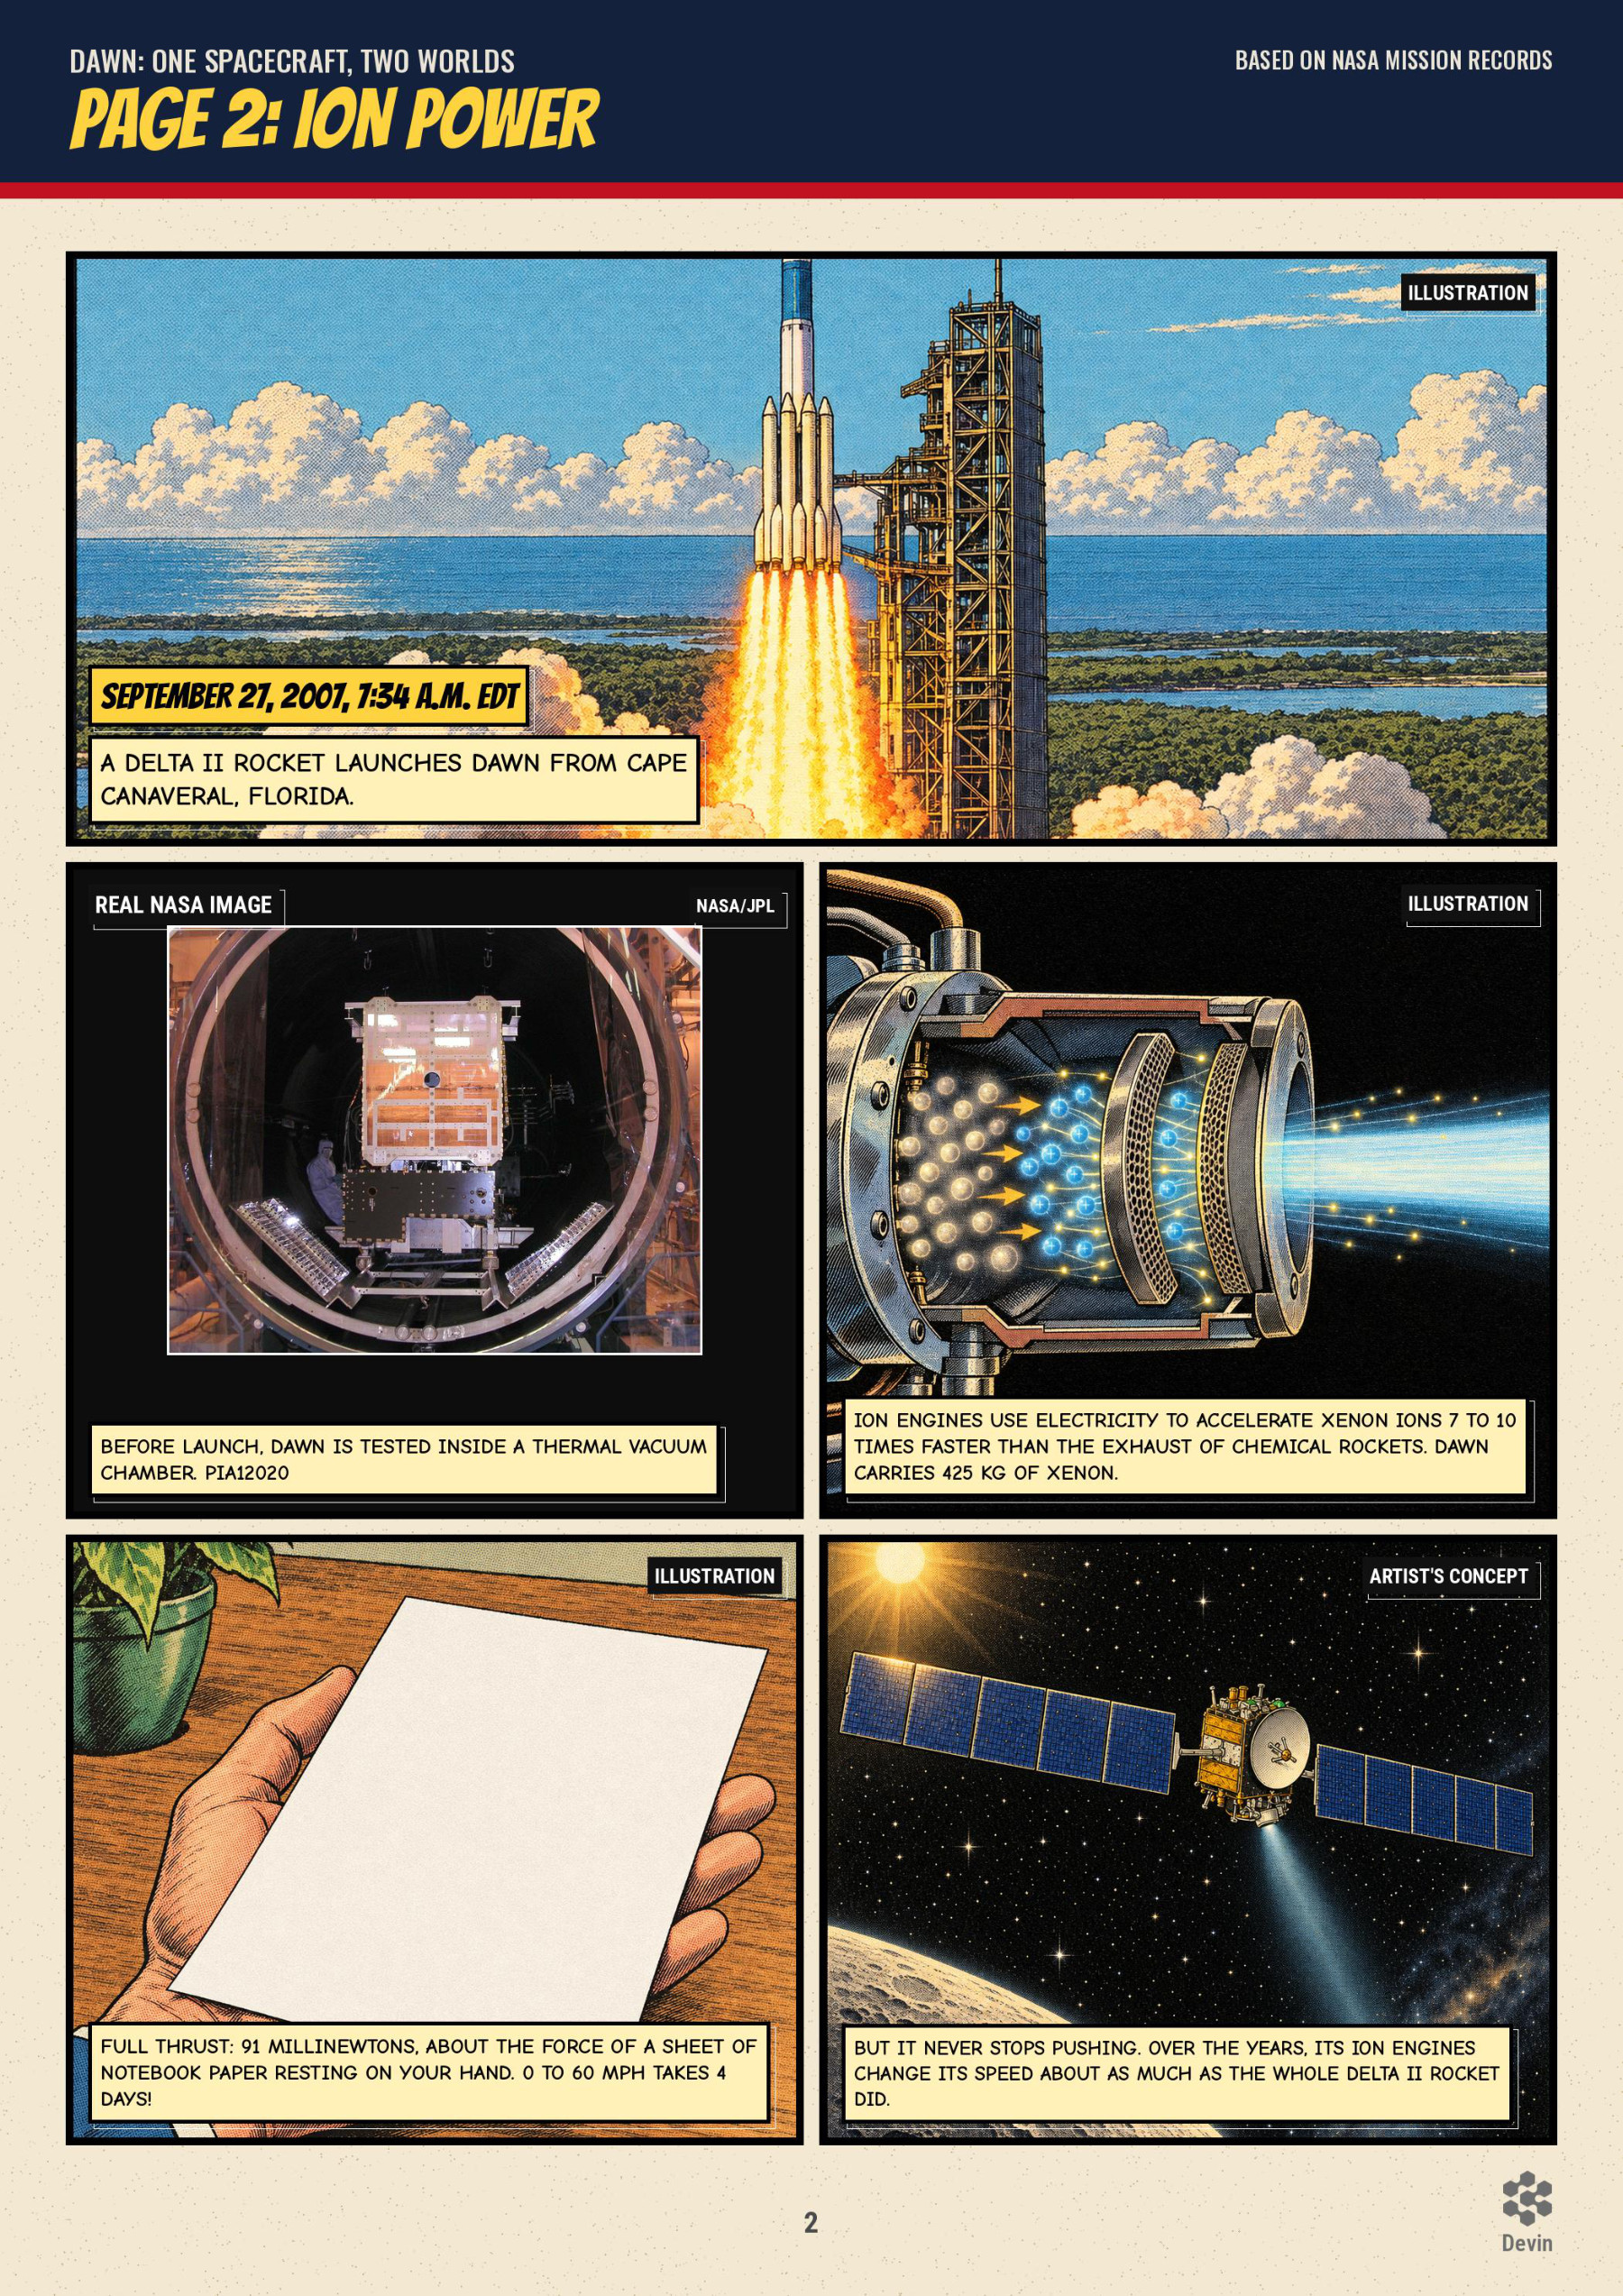 DAWN: ONE SPACECRAFT, TWO WORLDS
BASED ON NASA MISSION RECORDS
PAGE 2: ION POWER
ILLUSTRATION
SEPTEMBER 27, 2007, 7:34 A.M. EDT
A DELTA II ROCKET LAUNCHES DAWN FROM CAPE
CANAVERAL, FLORIDA.
REAL NASA IMAGE
NASA/JPL
BEFORE LAUNCH, DAWN IS TESTED INSIDE A THERMAL VACUUM
CHAMBER. PIA12020
ILLUSTRATION
ION ENGINES USE ELECTRICITY TO ACCELERATE XENON IONS 7 TO 10
TIMES FASTER THAN THE EXHAUST OF CHEMICAL ROCKETS. DAWN
CARRIES 425 KG OF XENON.
ILLUSTRATION
FULL THRUST: 91 MILLINEWTONS, ABOUT THE FORCE OF A SHEET OF
NOTEBOOK PAPER RESTING ON YOUR HAND. 0 TO 60 MPH TAKES 4
DAYS!
ARTIST'S CONCEPT
BUT IT NEVER STOPS PUSHING. OVER THE YEARS, ITS ION ENGINES
CHANGE ITS SPEED ABOUT AS MUCH AS THE WHOLE DELTA II ROCKET
DID.
2
Devin